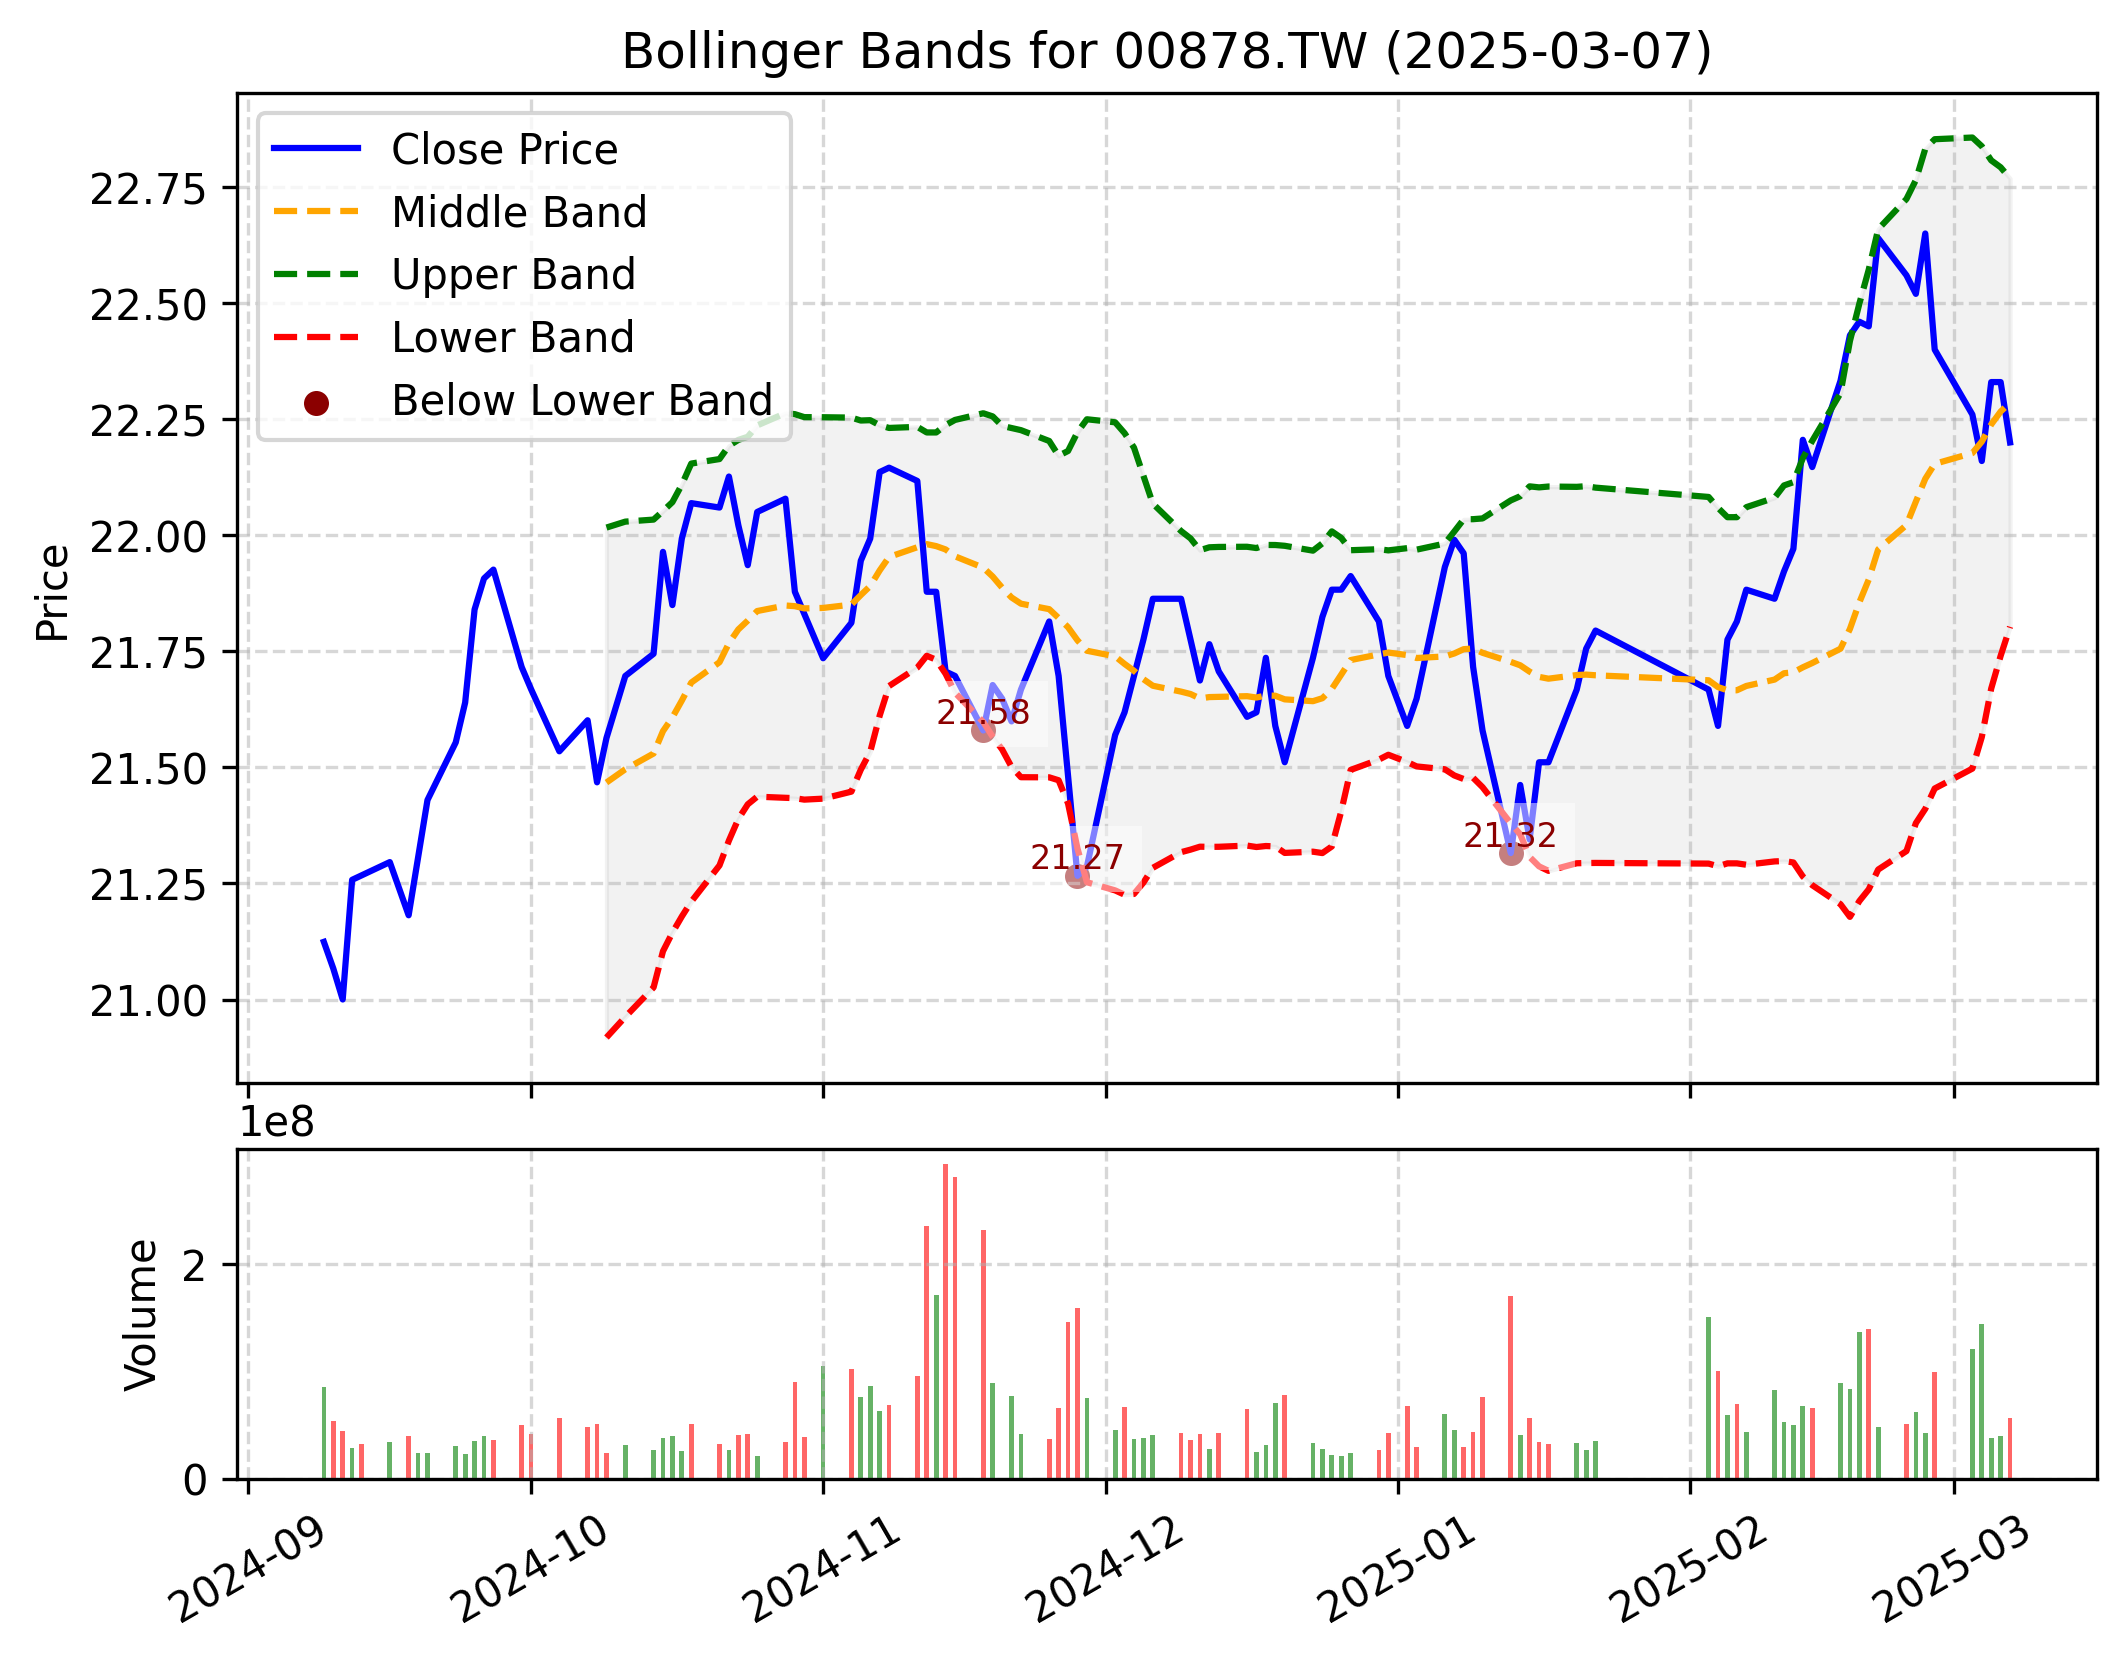 Bollinger Bands for 00878.TW (2025-03-07)
Close Price
Middle Band
Upper Band
Lower Band
Below Lower Band
Price
22.75
22.50
22.25
22.00
21.75
21.50
21.25
21.00
21.58
21.27
21.32
1e8
Volume
2
0
2024-09
2024-10
2024-11
2024-12
2025-01
2025-02
2025-03